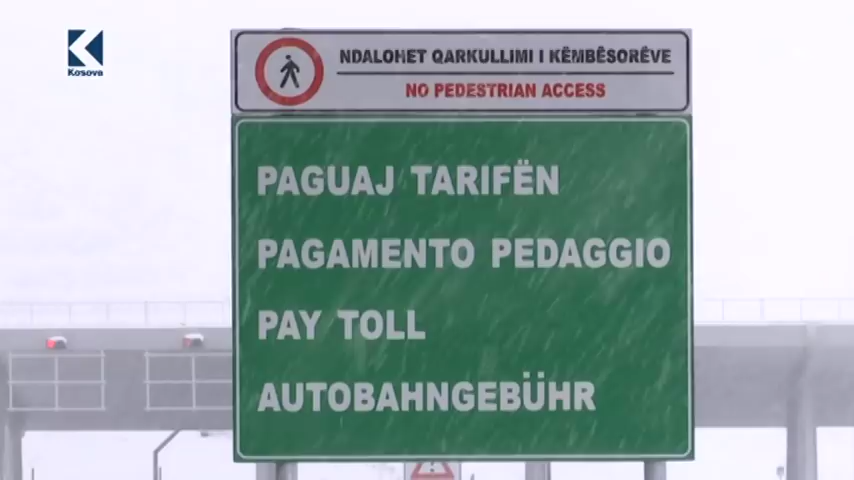 Kosova
NDALOHET QARKULLIMI I KËMBËSORËVE
NO PEDESTRIAN ACCESS
PAGUAJ TARIFËN
PAGAMENTO PEDAGGIO
PAY TOLL
AUTOBAHNGEBÜHR